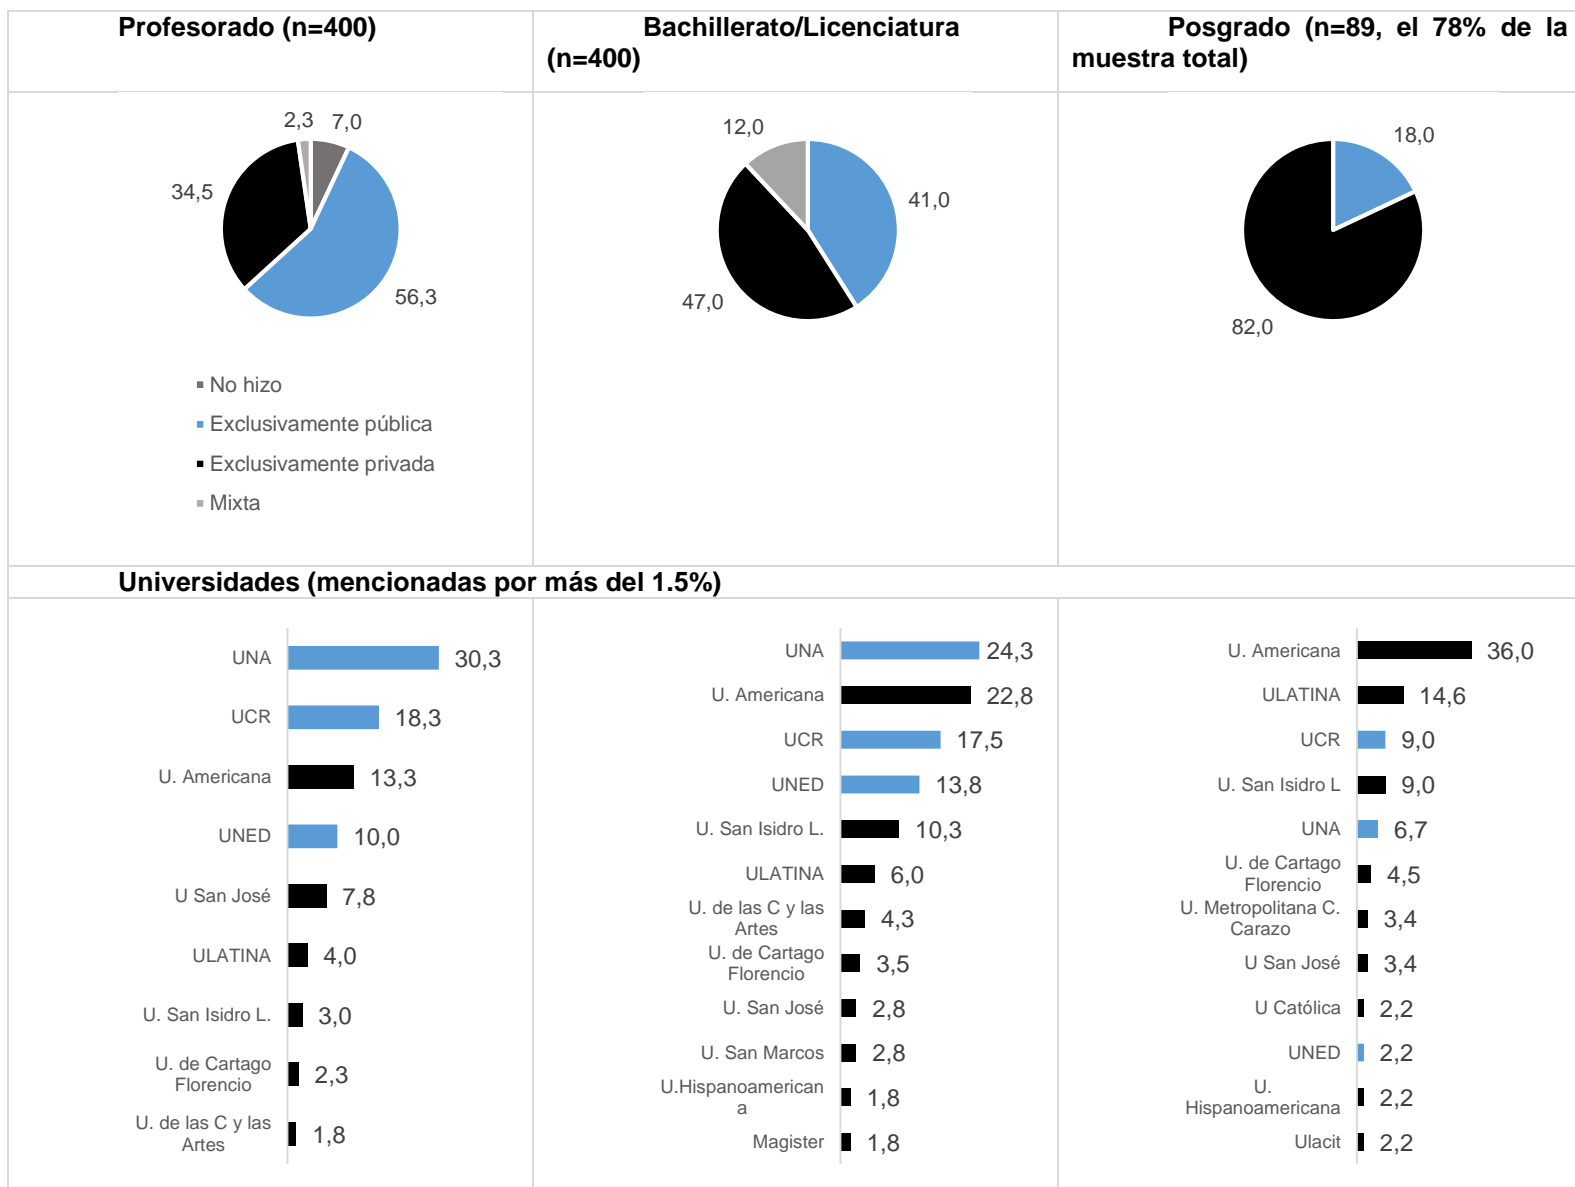 Profesorado (n=400)
Bachillerato/Licenciatura
(n=400)
Posgrado (n=89, el 78% de la
muestra total)
2,3
7,0
34,5
56,3
No hizo
Exclusivamente pública
Exclusivamente privada
Mixta
12,0
41,0
47,0
18,0
82,0
Universidades (mencionadas por más del 1.5%)
UNA 30,3
UCR 18,3
U. Americana 13,3
UNED 10,0
U San José 7,8
ULATINA 4,0
U. San Isidro L. 3,0
U. de Cartago
Florencio 2,3
U. de las C y las
Artes 1,8
UNA 24,3
U. Americana 22,8
UCR 17,5
UNED 13,8
U. San Isidro L. 10,3
ULATINA 6,0
U. de las C y las
Artes 4,3
U. de Cartago
Florencio 3,5
U. San José 2,8
U. San Marcos 2,8
U.Hispanoamerican
a 1,8
Magister 1,8
U. Americana 36,0
ULATINA 14,6
UCR 9,0
U. San Isidro L 9,0
UNA 6,7
U. de Cartago
Florencio 4,5
U. Metropolitana C.
Carazo 3,4
U San José 3,4
U Católica 2,2
UNED 2,2
U.
Hispanoamericana 2,2
Ulacit 2,2